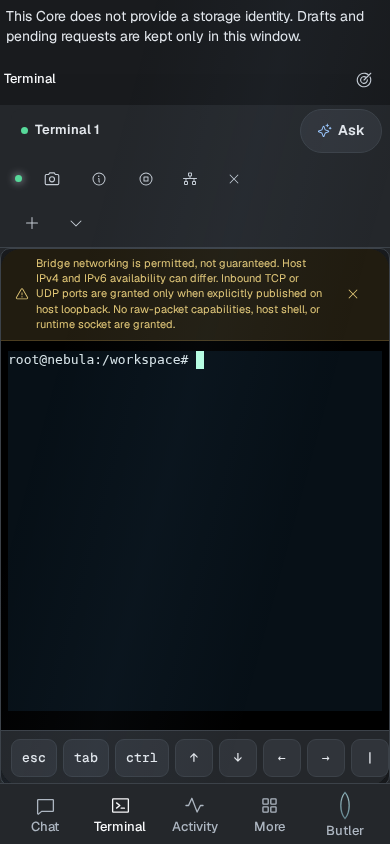 This Core does not provide a storage identity. Drafts and
pending requests are kept only in this window.
Terminal
Terminal 1
Ask
Bridge networking is permitted, not guaranteed. Host
IPv4 and IPv6 availability can differ. Inbound TCP or
UDP ports are granted only when explicitly published on
host loopback. No raw-packet capabilities, host shell, or
runtime socket are granted.
root@nebula:/workspace#
esc tab ctrl ↑ ↓ ← → |
Chat Terminal Activity More Butler